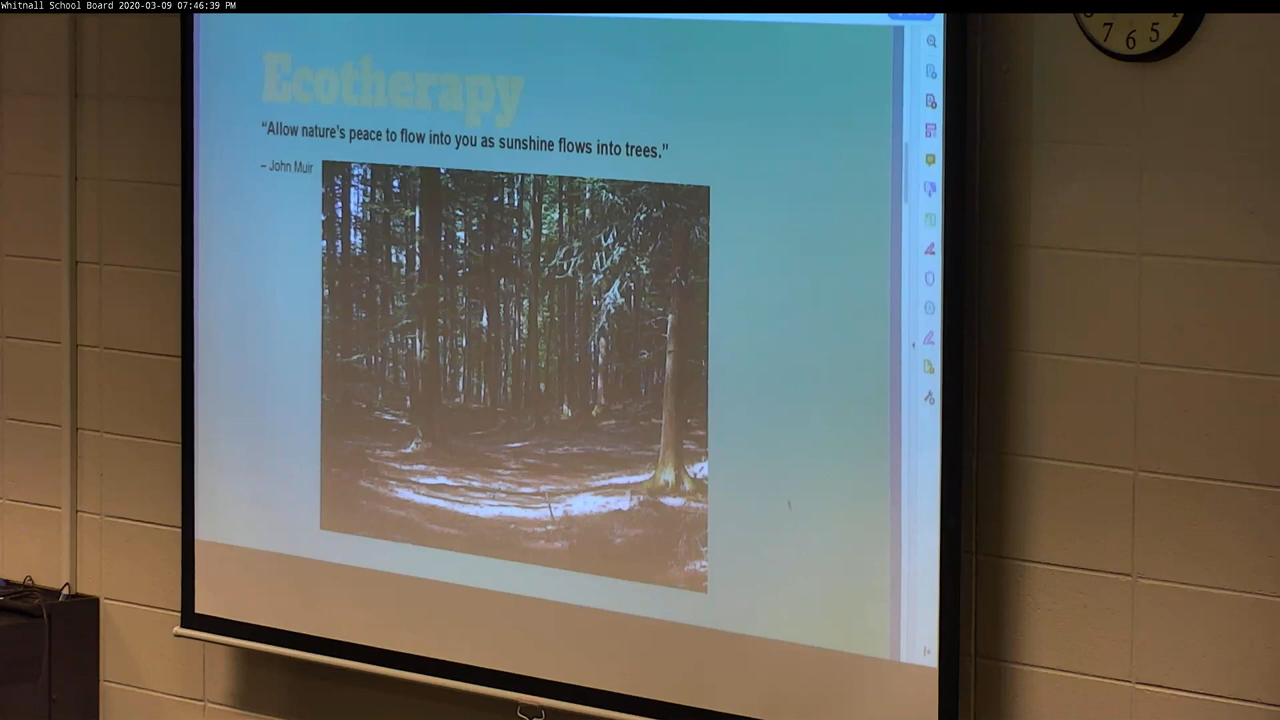 Whitnall School Board 2020-03-09 07:46:39 PM
Ecotherapy
“Allow nature's peace to flow into you as sunshine flows into trees.”
– John Muir
7 6 5